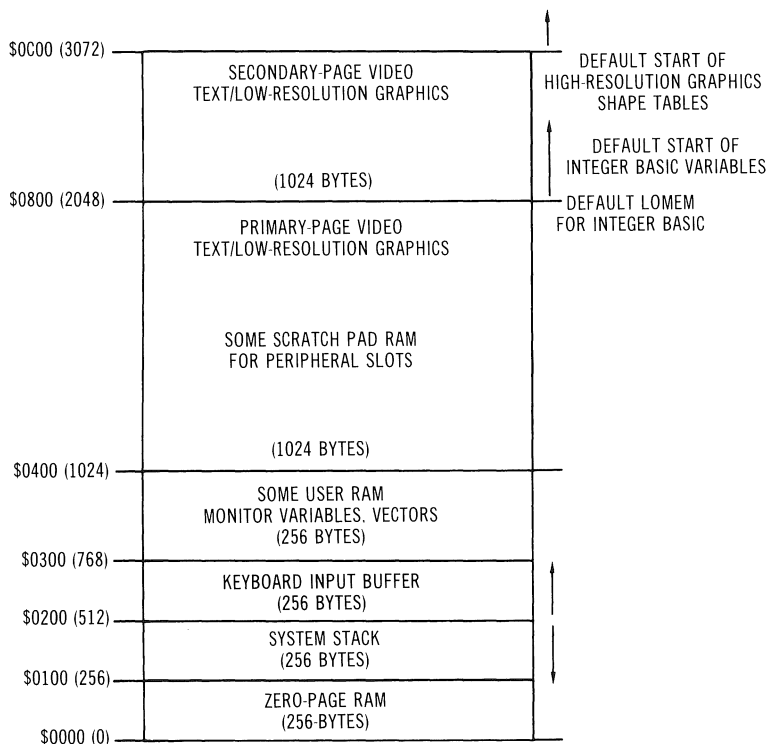 $0C00 (3072)
SECONDARY-PAGE VIDEO
TEXT/LOW-RESOLUTION GRAPHICS
(1024 BYTES)
DEFAULT START OF
HIGH-RESOLUTION GRAPHICS
SHAPE TABLES
DEFAULT START OF
INTEGER BASIC VARIABLES
$0800 (2048)
DEFAULT LOMEM
FOR INTEGER BASIC
PRIMARY-PAGE VIDEO
TEXT/LOW-RESOLUTION GRAPHICS
SOME SCRATCH PAD RAM
FOR PERIPHERAL SLOTS
(1024 BYTES)
$0400 (1024)
SOME USER RAM
MONITOR VARIABLES, VECTORS
(256 BYTES)
$0300 (768)
KEYBOARD INPUT BUFFER
(256 BYTES)
$0200 (512)
SYSTEM STACK
(256 BYTES)
$0100 (256)
ZERO-PAGE RAM
(256-BYTES)
$0000 (0)